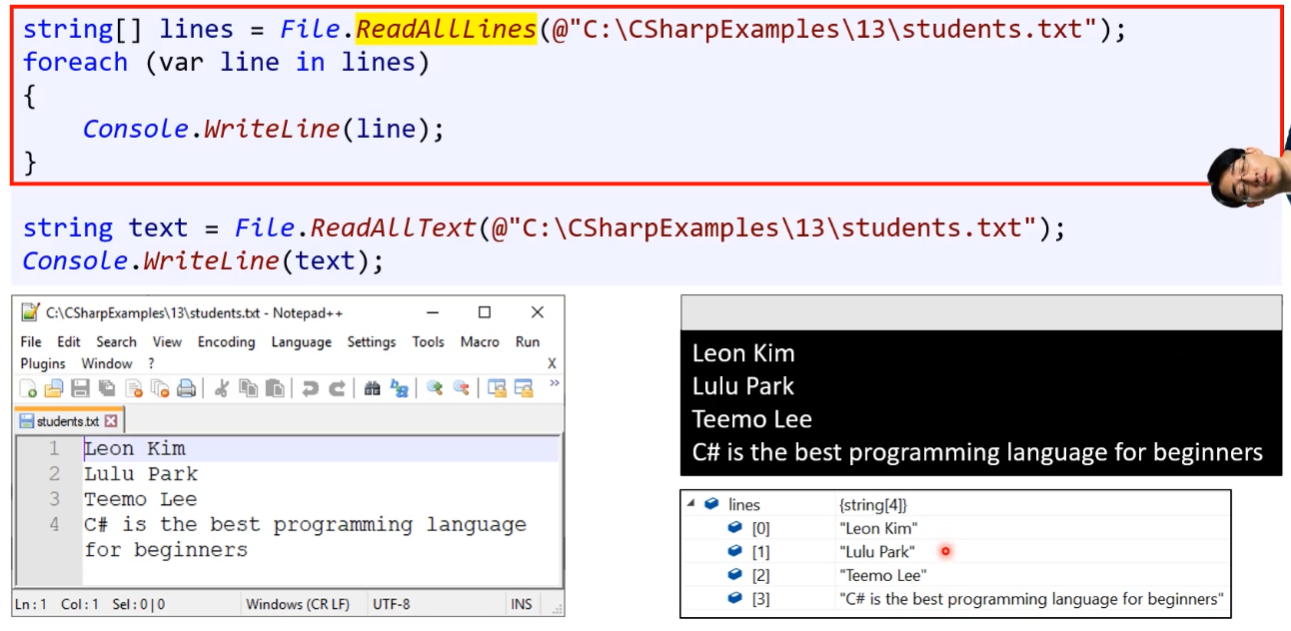 string[] lines = File.ReadAllLines(@"C:\CSharpExamples\13\students.txt");
foreach (var line in lines)
{
Console.WriteLine(line);
}
string text = File.ReadAllText(@"C:\CSharpExamples\13\students.txt");
Console.WriteLine(text);
C:\CSharpExamples\13\students.txt - Notepad++
File Edit Search View Encoding Language Settings Tools Macro Run
Plugins Window ? X
students.txt
1 Leon Kim
2 Lulu Park
3 Teemo Lee
4 C# is the best programming language
for beginners
Ln:1 Col:1 Sel:0|0 Windows (CR LF) UTF-8 INS
Leon Kim
Lulu Park
Teemo Lee
C# is the best programming language for beginners
lines {string[4]}
[0] "Leon Kim"
[1] "Lulu Park"
[2] "Teemo Lee"
[3] "C# is the best programming language for beginners"